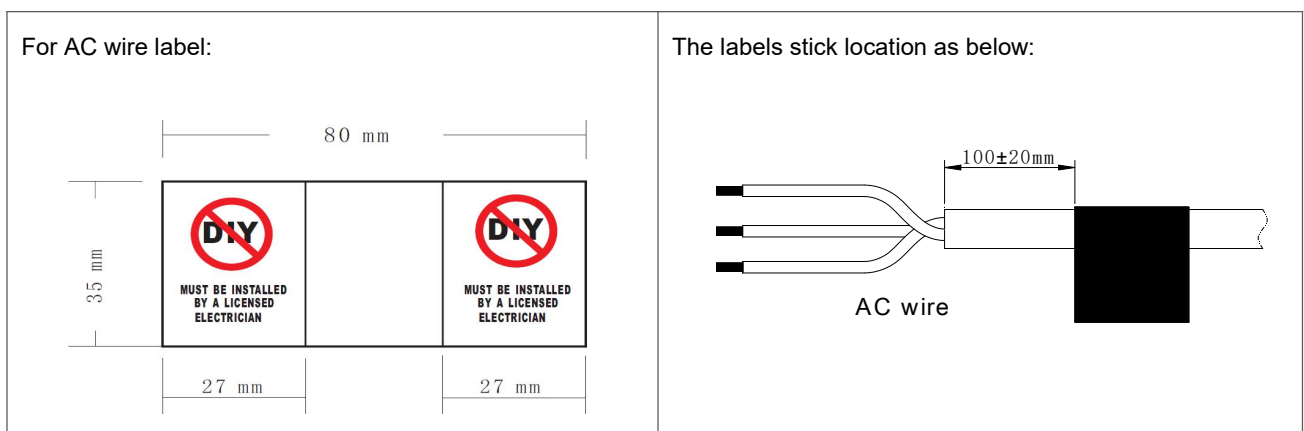 For AC wire label:
80 mm
35 mm
DIY
MUST BE INSTALLED
BY A LICENSED
ELECTRICIAN
DIY
MUST BE INSTALLED
BY A LICENSED
ELECTRICIAN
27 mm
27 mm
The labels stick location as below:
100±20mm
AC wire